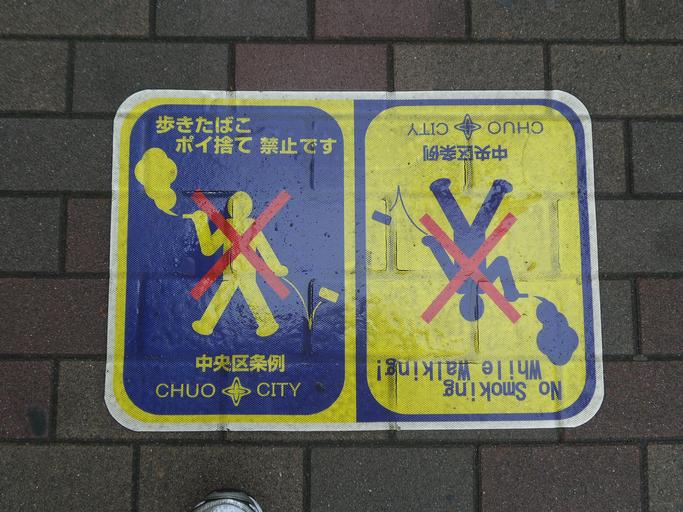 歩きたばこ
ポイ捨て 禁止です
中央区条例
CHUO CITY
No Smoking
While Walking!
中央区条例
CHUO CITY